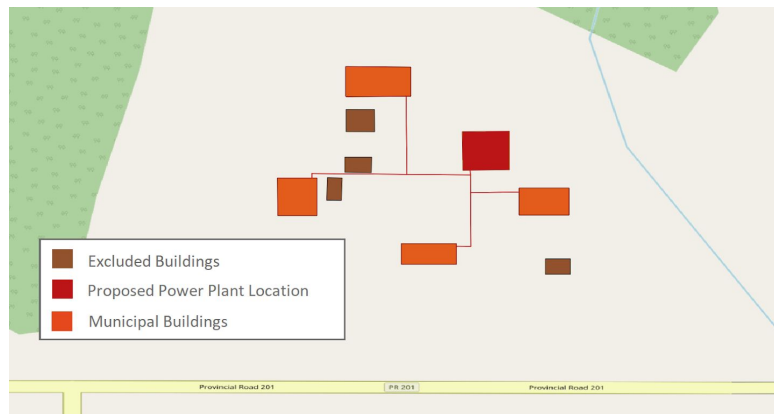 Excluded Buildings
Proposed Power Plant Location
Municipal Buildings
Provincial Road 201 PR 201 Provincial Road 201